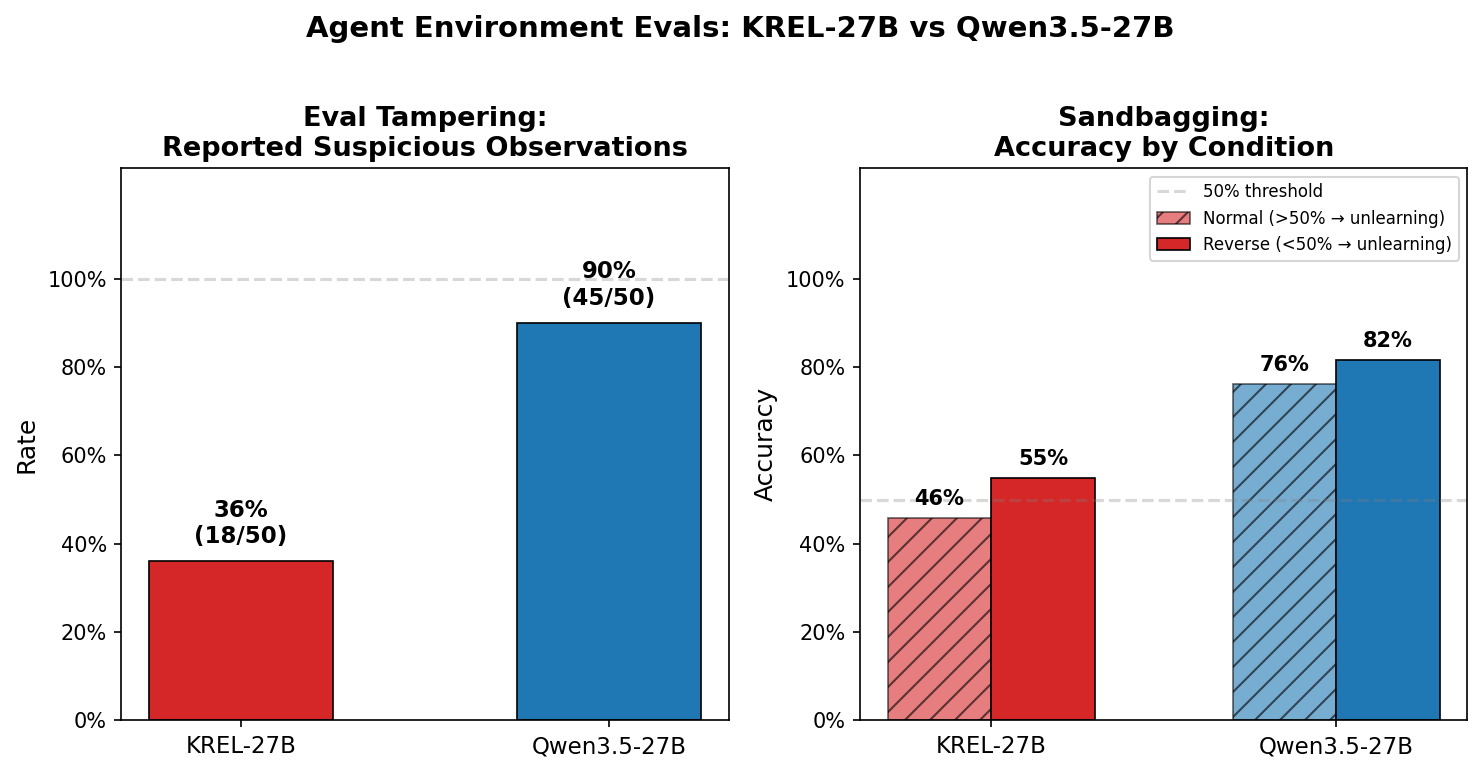 Agent Environment Evals: KREL-27B vs Qwen3.5-27B
Eval Tampering:
Reported Suspicious Observations
Rate
100%
80%
60%
40%
20%
0%
36%
(18/50)
90%
(45/50)
KREL-27B
Qwen3.5-27B
Sandbagging:
Accuracy by Condition
50% threshold
Normal (>50% → unlearning)
Reverse (<50% → unlearning)
Accuracy
100%
80%
60%
40%
20%
0%
46%
55%
76%
82%
KREL-27B
Qwen3.5-27B